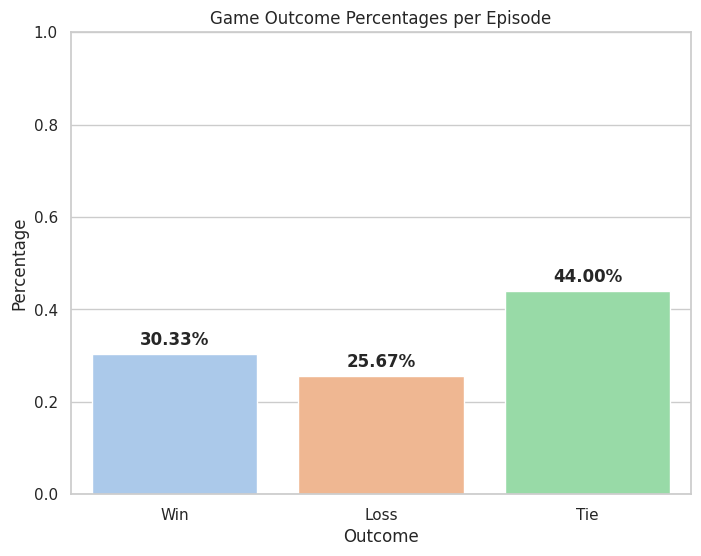 Game Outcome Percentages per Episode
1.0
0.8
0.6
0.4
0.2
0.0
Percentage
30.33%
25.67%
44.00%
Win
Loss
Tie
Outcome